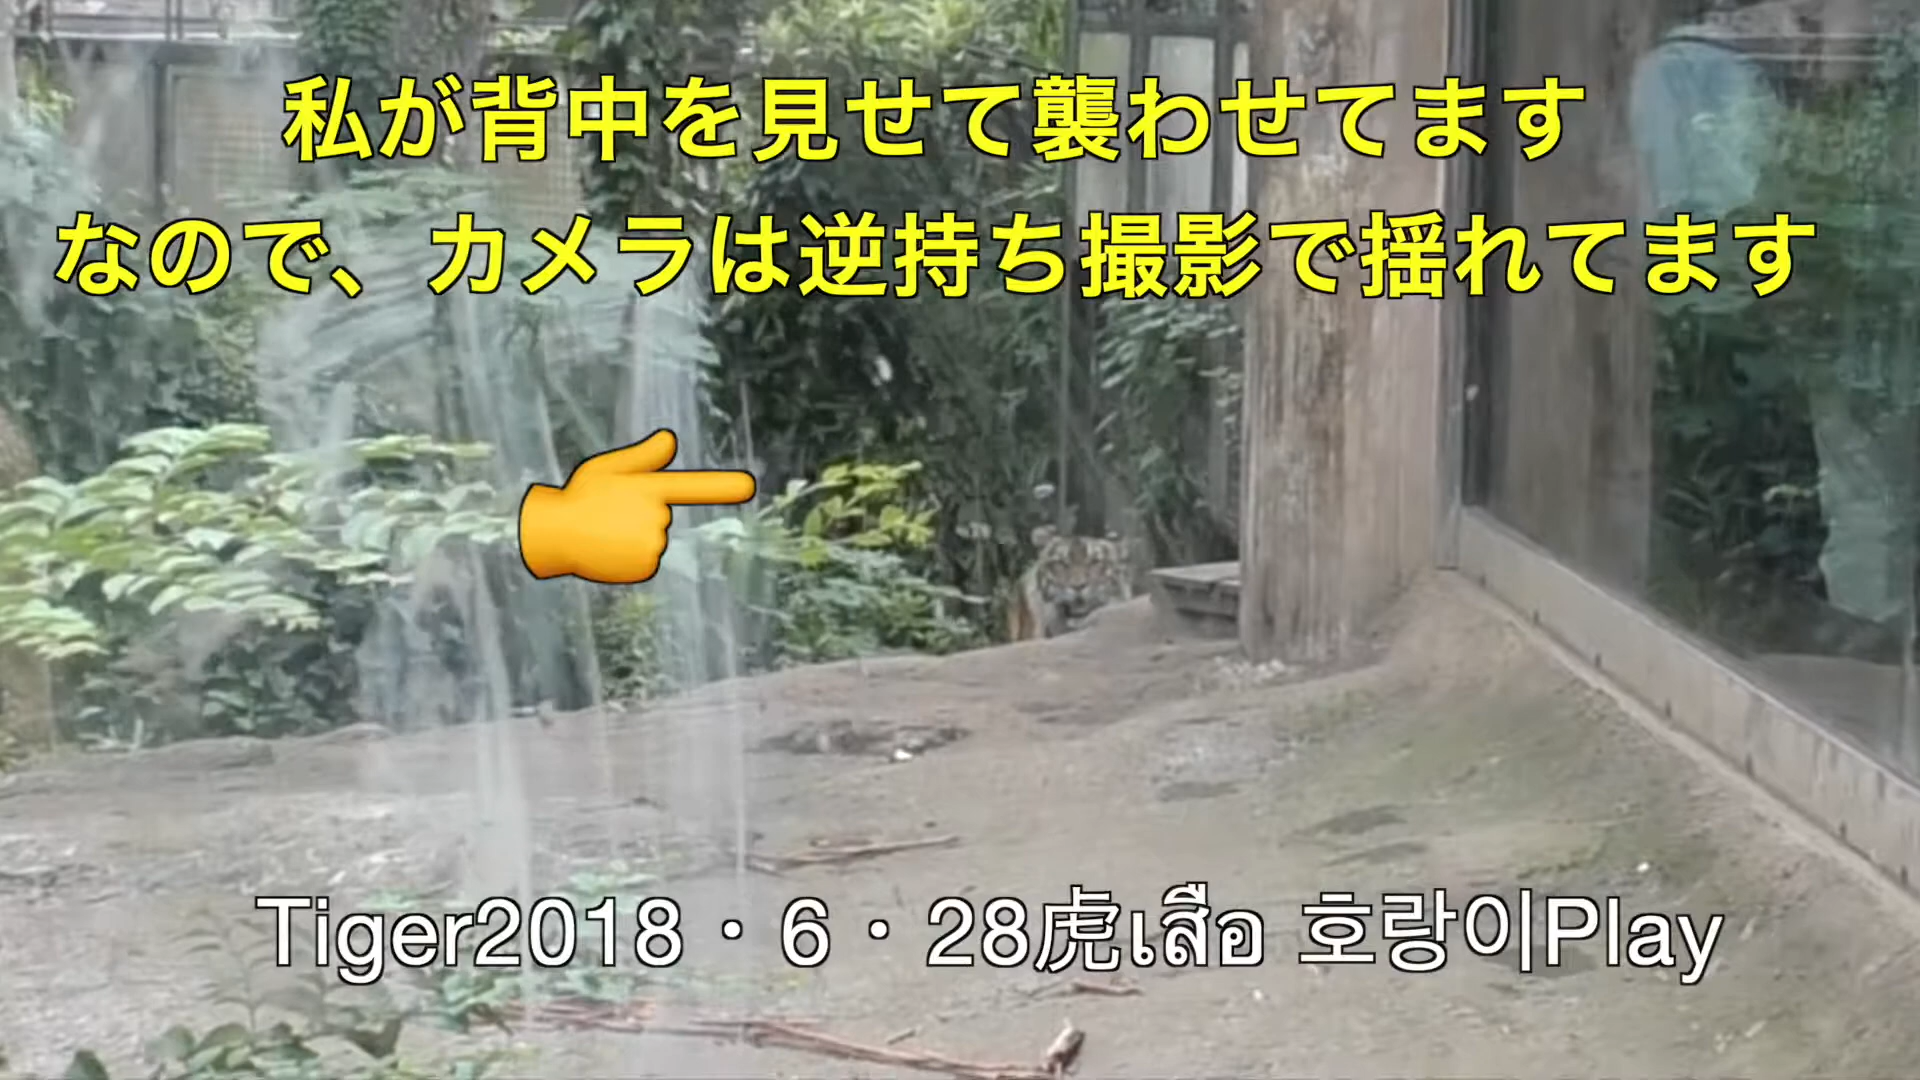 私が背中を見せて襲わせてます
なので、カメラは逆持ち撮影で揺れてます
Tiger2018・6・28虎เสือ 호랑이Play